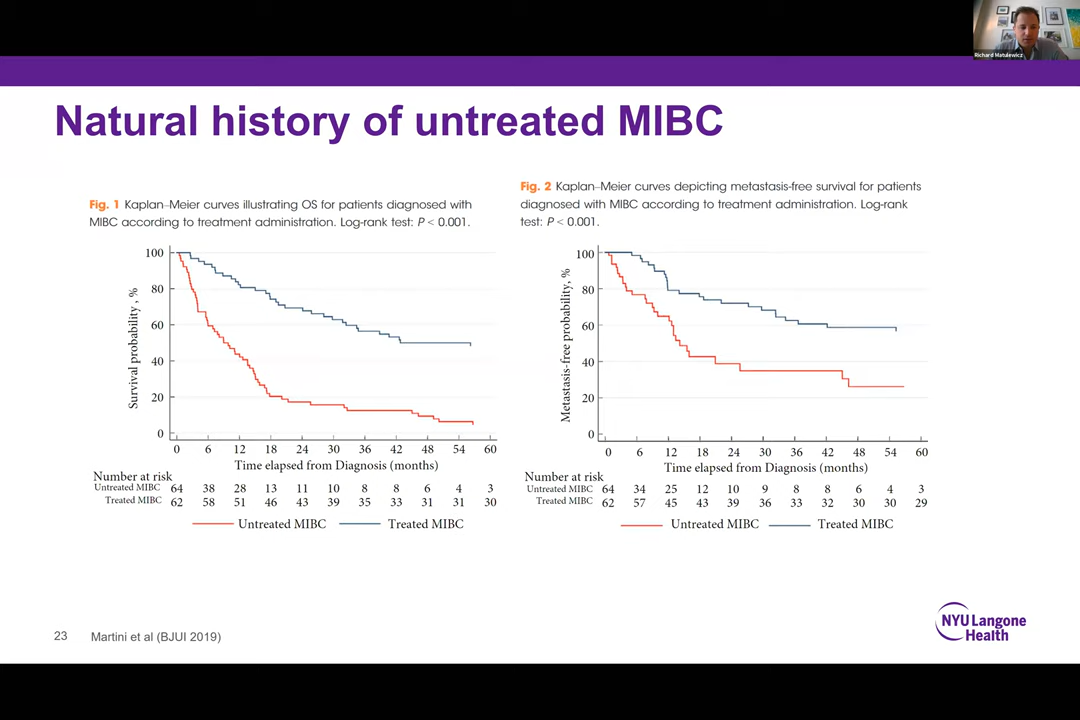 Richard Matulewicz
Natural history of untreated MIBC
Fig. 1 Kaplan–Meier curves illustrating OS for patients diagnosed with
MIBC according to treatment administration. Log-rank test: P < 0.001.
100
80
60
40
20
0
Survival probability , %
0 6 12 18 24 30 36 42 48 54 60
Time elapsed from Diagnosis (months)
Number at risk
Untreated MIBC 64 38 28 13 11 10 8 8 6 4 3
Treated MIBC 62 58 51 46 43 39 35 33 31 31 30
Untreated MIBC Treated MIBC
Fig. 2 Kaplan–Meier curves depicting metastasis-free survival for patients
diagnosed with MIBC according to treatment administration. Log-rank
test: P < 0.001.
100
80
60
40
20
0
Metastasis-free probability, %
0 6 12 18 24 30 36 42 48 54 60
Time elapsed from Diagnosis (months)
Number at risk
Untreated MIBC 64 34 25 12 10 9 8 8 6 4 3
Treated MIBC 62 57 45 43 39 36 33 32 30 30 29
Untreated MIBC Treated MIBC
23 Martini et al (BJUI 2019)
NYU Langone
Health